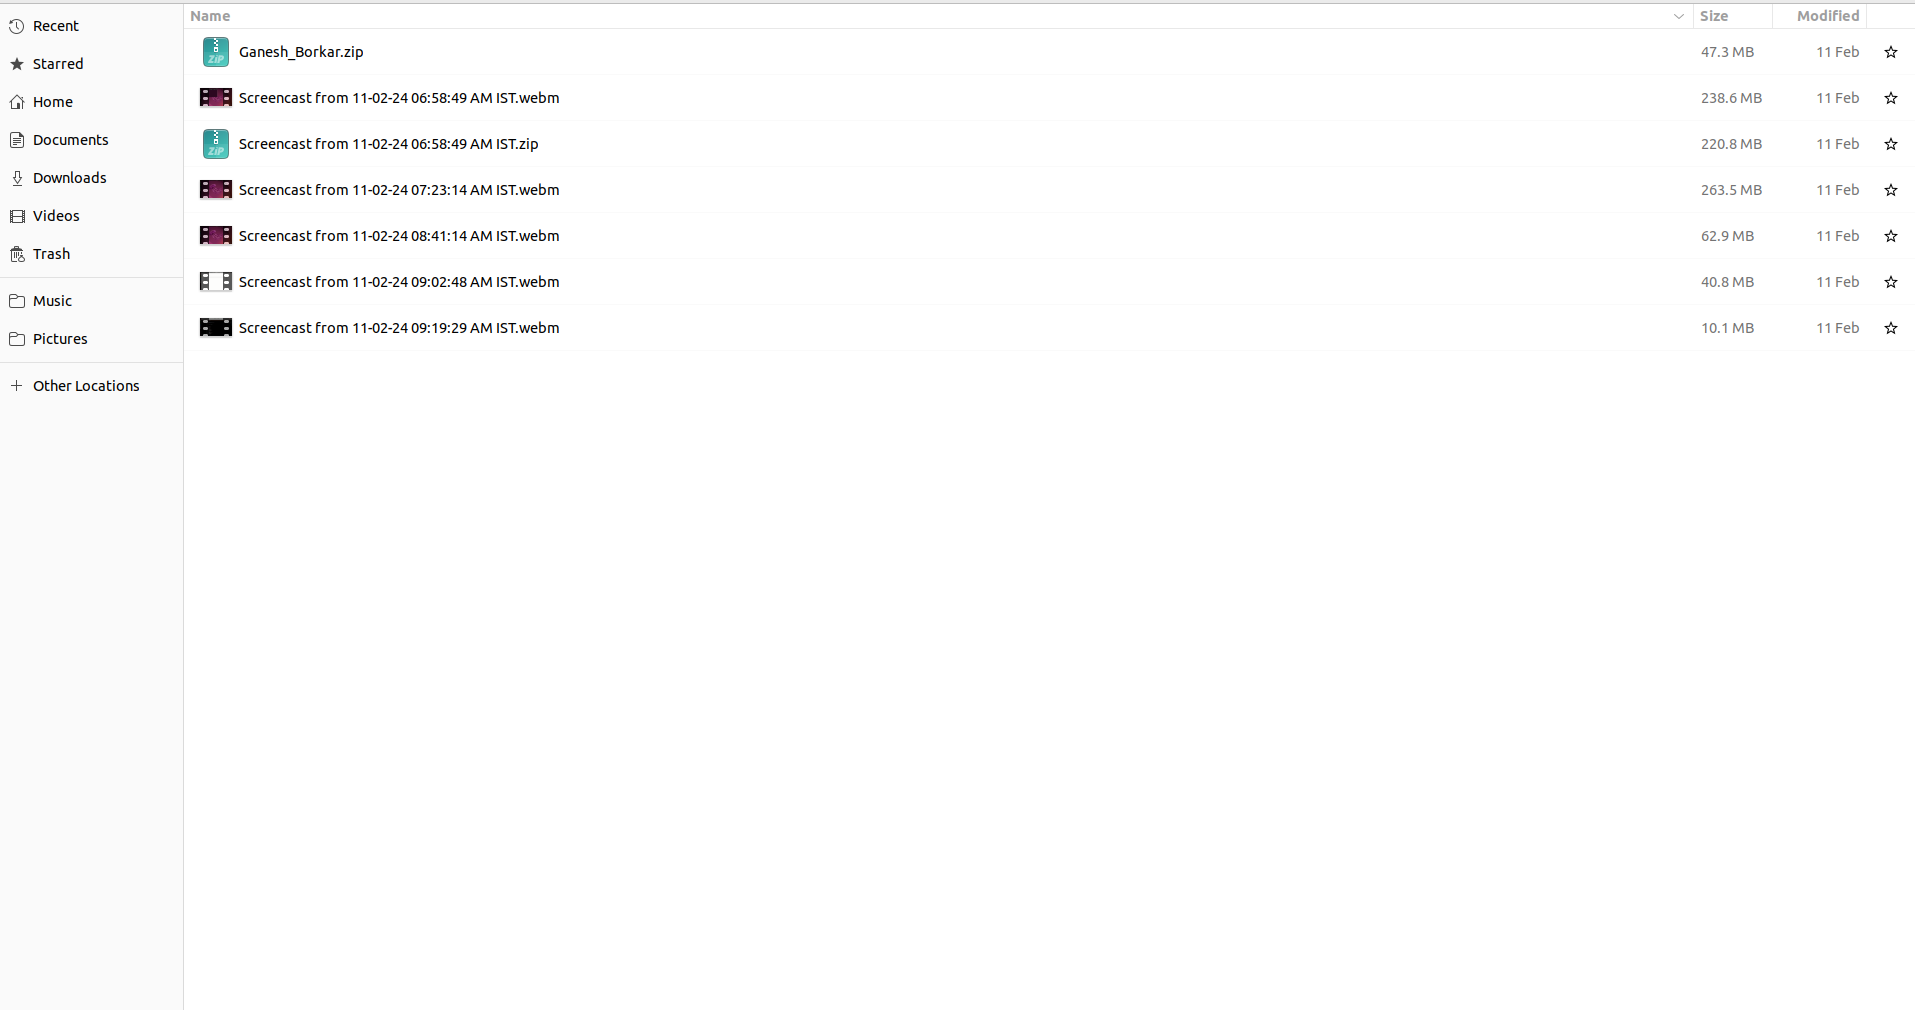 Recent
Starred
Home
Documents
Downloads
Videos
Trash
Music
Pictures
Other Locations
Name Size Modified
ZiP Ganesh_Borkar.zip 47.3 MB 11 Feb
Screencast from 11-02-24 06:58:49 AM IST.webm 238.6 MB 11 Feb
ZiP Screencast from 11-02-24 06:58:49 AM IST.zip 220.8 MB 11 Feb
Screencast from 11-02-24 07:23:14 AM IST.webm 263.5 MB 11 Feb
Screencast from 11-02-24 08:41:14 AM IST.webm 62.9 MB 11 Feb
Screencast from 11-02-24 09:02:48 AM IST.webm 40.8 MB 11 Feb
Screencast from 11-02-24 09:19:29 AM IST.webm 10.1 MB 11 Feb